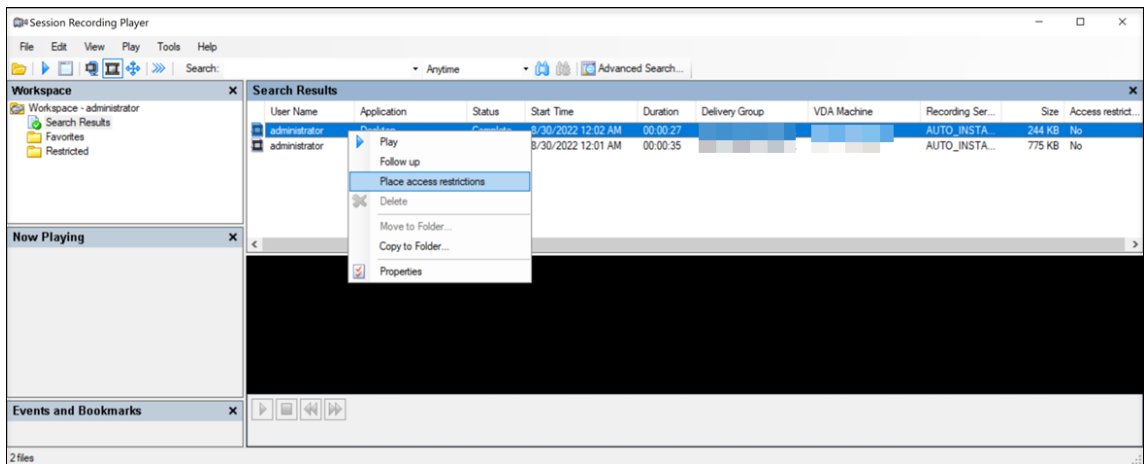 Session Recording Player
File Edit View Play Tools Help
Search: Anytime Advanced Search...
Workspace
Workspace - administrator
Search Results
Favorites
Restricted
Search Results
User Name Application Status Start Time Duration Delivery Group VDA Machine Recording Ser... Size Access restrict...
administrator Desktop Complete 8/30/2022 12:02 AM 00:00:27 AUTO_INSTA... 244 KB No
administrator 8/30/2022 12:01 AM 00:00:35 AUTO_INSTA... 775 KB No
Play
Follow up
Place access restrictions
Delete
Move to Folder...
Copy to Folder...
Properties
Now Playing
Events and Bookmarks
2 files